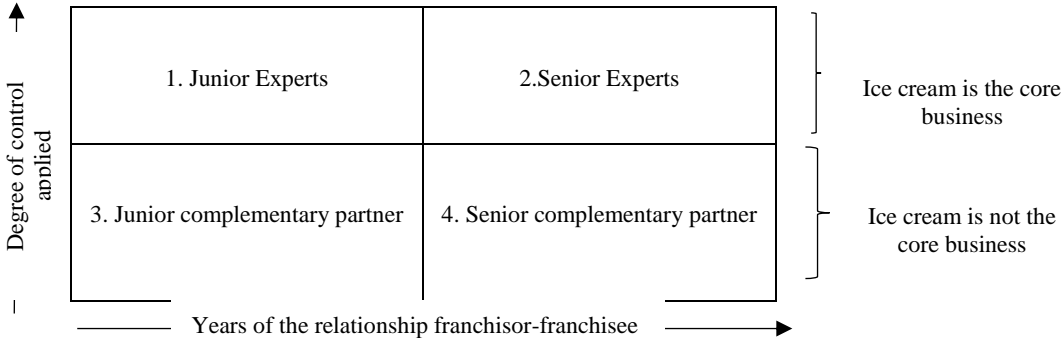 Degree of control
applied
1. Junior Experts
2.Senior Experts
Ice cream is the core
business
3. Junior complementary partner
4. Senior complementary partner
Ice cream is not the
core business
Years of the relationship franchisor-franchisee